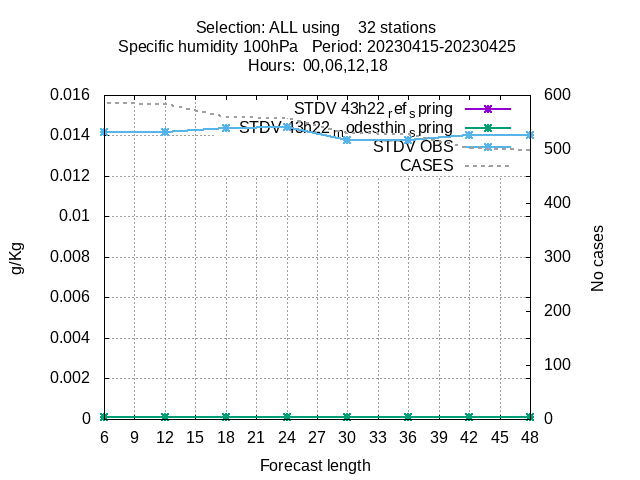 Selection: ALL using 32 stations
Specific humidity 100hPa Period: 20230415-20230425
Hours: 00,06,12,18
0.016
0.014
0.012
0.01
0.008
0.006
0.004
0.002
0
g/Kg
STDV 43h22_ref_spring
STDV 43h22_modesthin_spring
STDV OBS
CASES
600
500
400
300
200
100
0
No cases
6 9 12 15 18 21 24 27 30 33 36 39 42 45 48
Forecast length